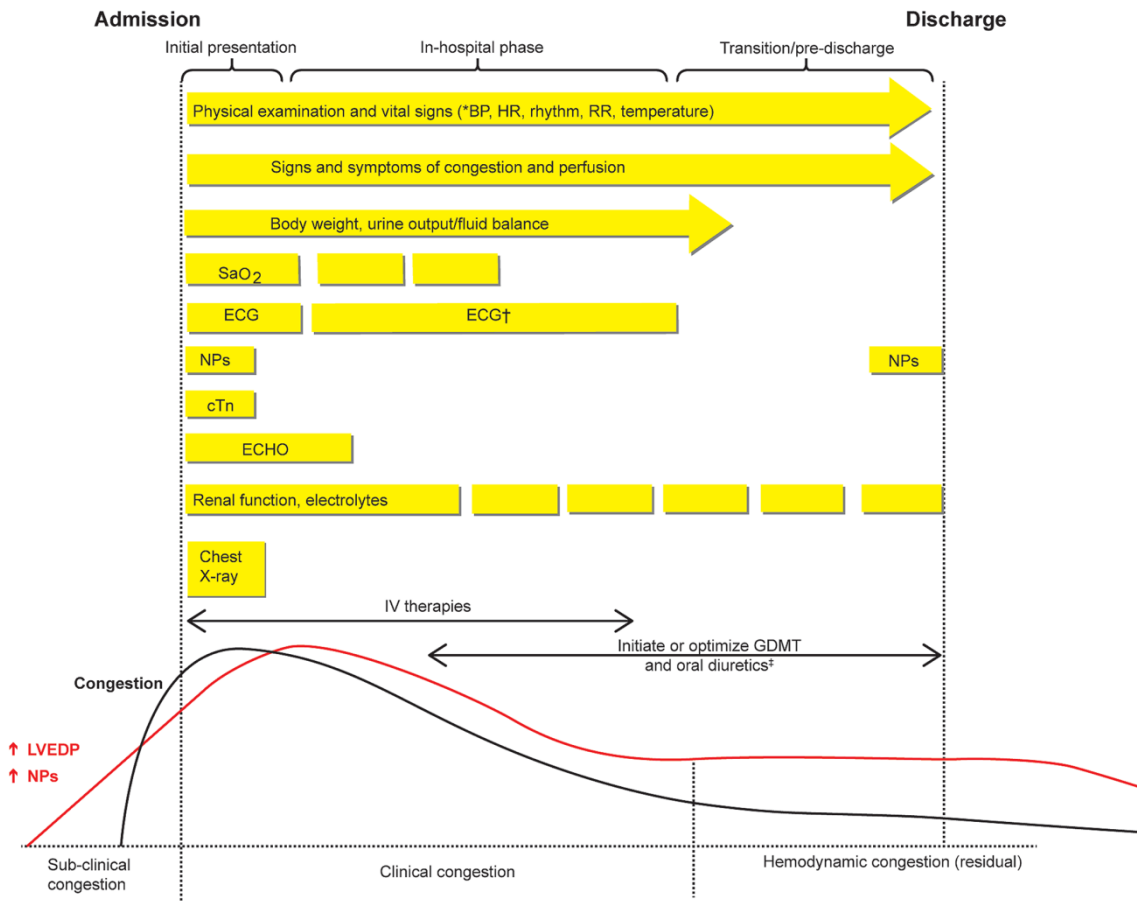 Admission
Discharge
Initial presentation
In-hospital phase
Transition/pre-discharge
Physical examination and vital signs (*BP, HR, rhythm, RR, temperature)
Signs and symptoms of congestion and perfusion
Body weight, urine output/fluid balance
SaO2
ECG
ECG†
NPs
NPs
cTn
ECHO
Renal function, electrolytes
Chest
X-ray
IV therapies
Initiate or optimize GDMT
and oral diuretics‡
Congestion
↑ LVEDP
↑ NPs
Sub-clinical
congestion
Clinical congestion
Hemodynamic congestion (residual)